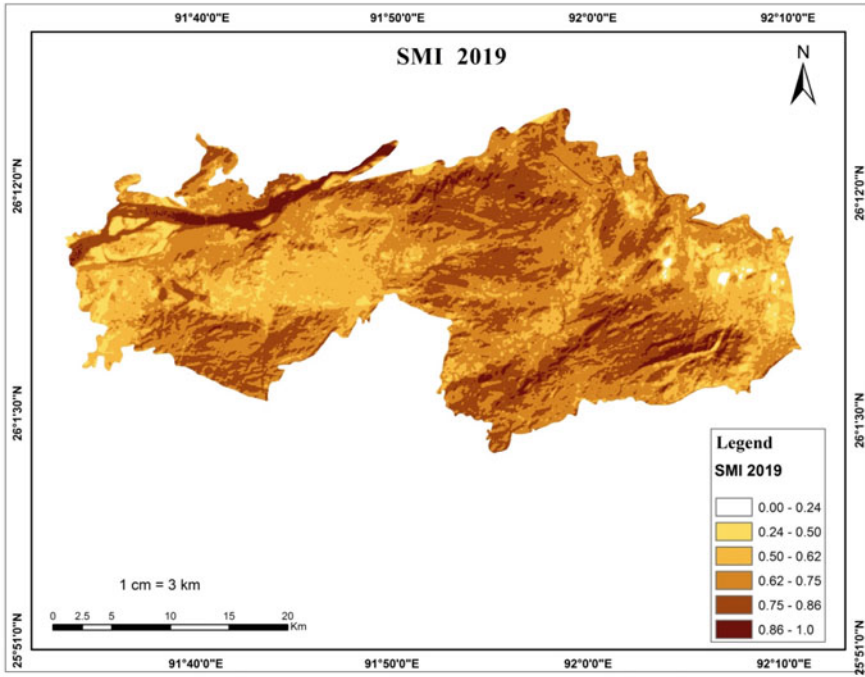 91°40'0"E 91°50'0"E 92°0'0"E 92°10'0"E
SMI 2019
N
26°12'0"N
26°12'0"N
26°1'30"N
26°1'30"N
Legend
SMI 2019
0.00 - 0.24
0.24 - 0.50
0.50 - 0.62
0.62 - 0.75
0.75 - 0.86
0.86 - 1.0
1 cm = 3 km
0 2.5 5 10 15 20
Km
25°51'0"N
25°51'0"N
91°40'0"E 91°50'0"E 92°0'0"E 92°10'0"E